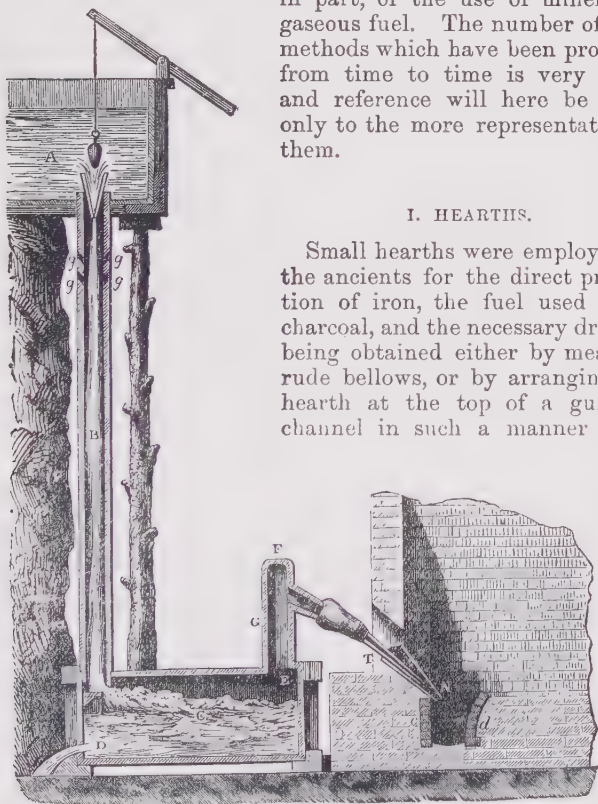 in part, or the use of miner
gaseous fuel. The number of
methods which have been pro
from time to time is very
and reference will here be
only to the more representat
them.
I. HEARTHS.
Small hearths were employ
the ancients for the direct pr
tion of iron, the fuel used
charcoal, and the necessary dr
being obtained either by mea
rude bellows, or by arrangin
hearth at the top of a gu
channel in such a manner
A
g g
g g
B
F
G
E
T
C
D
d